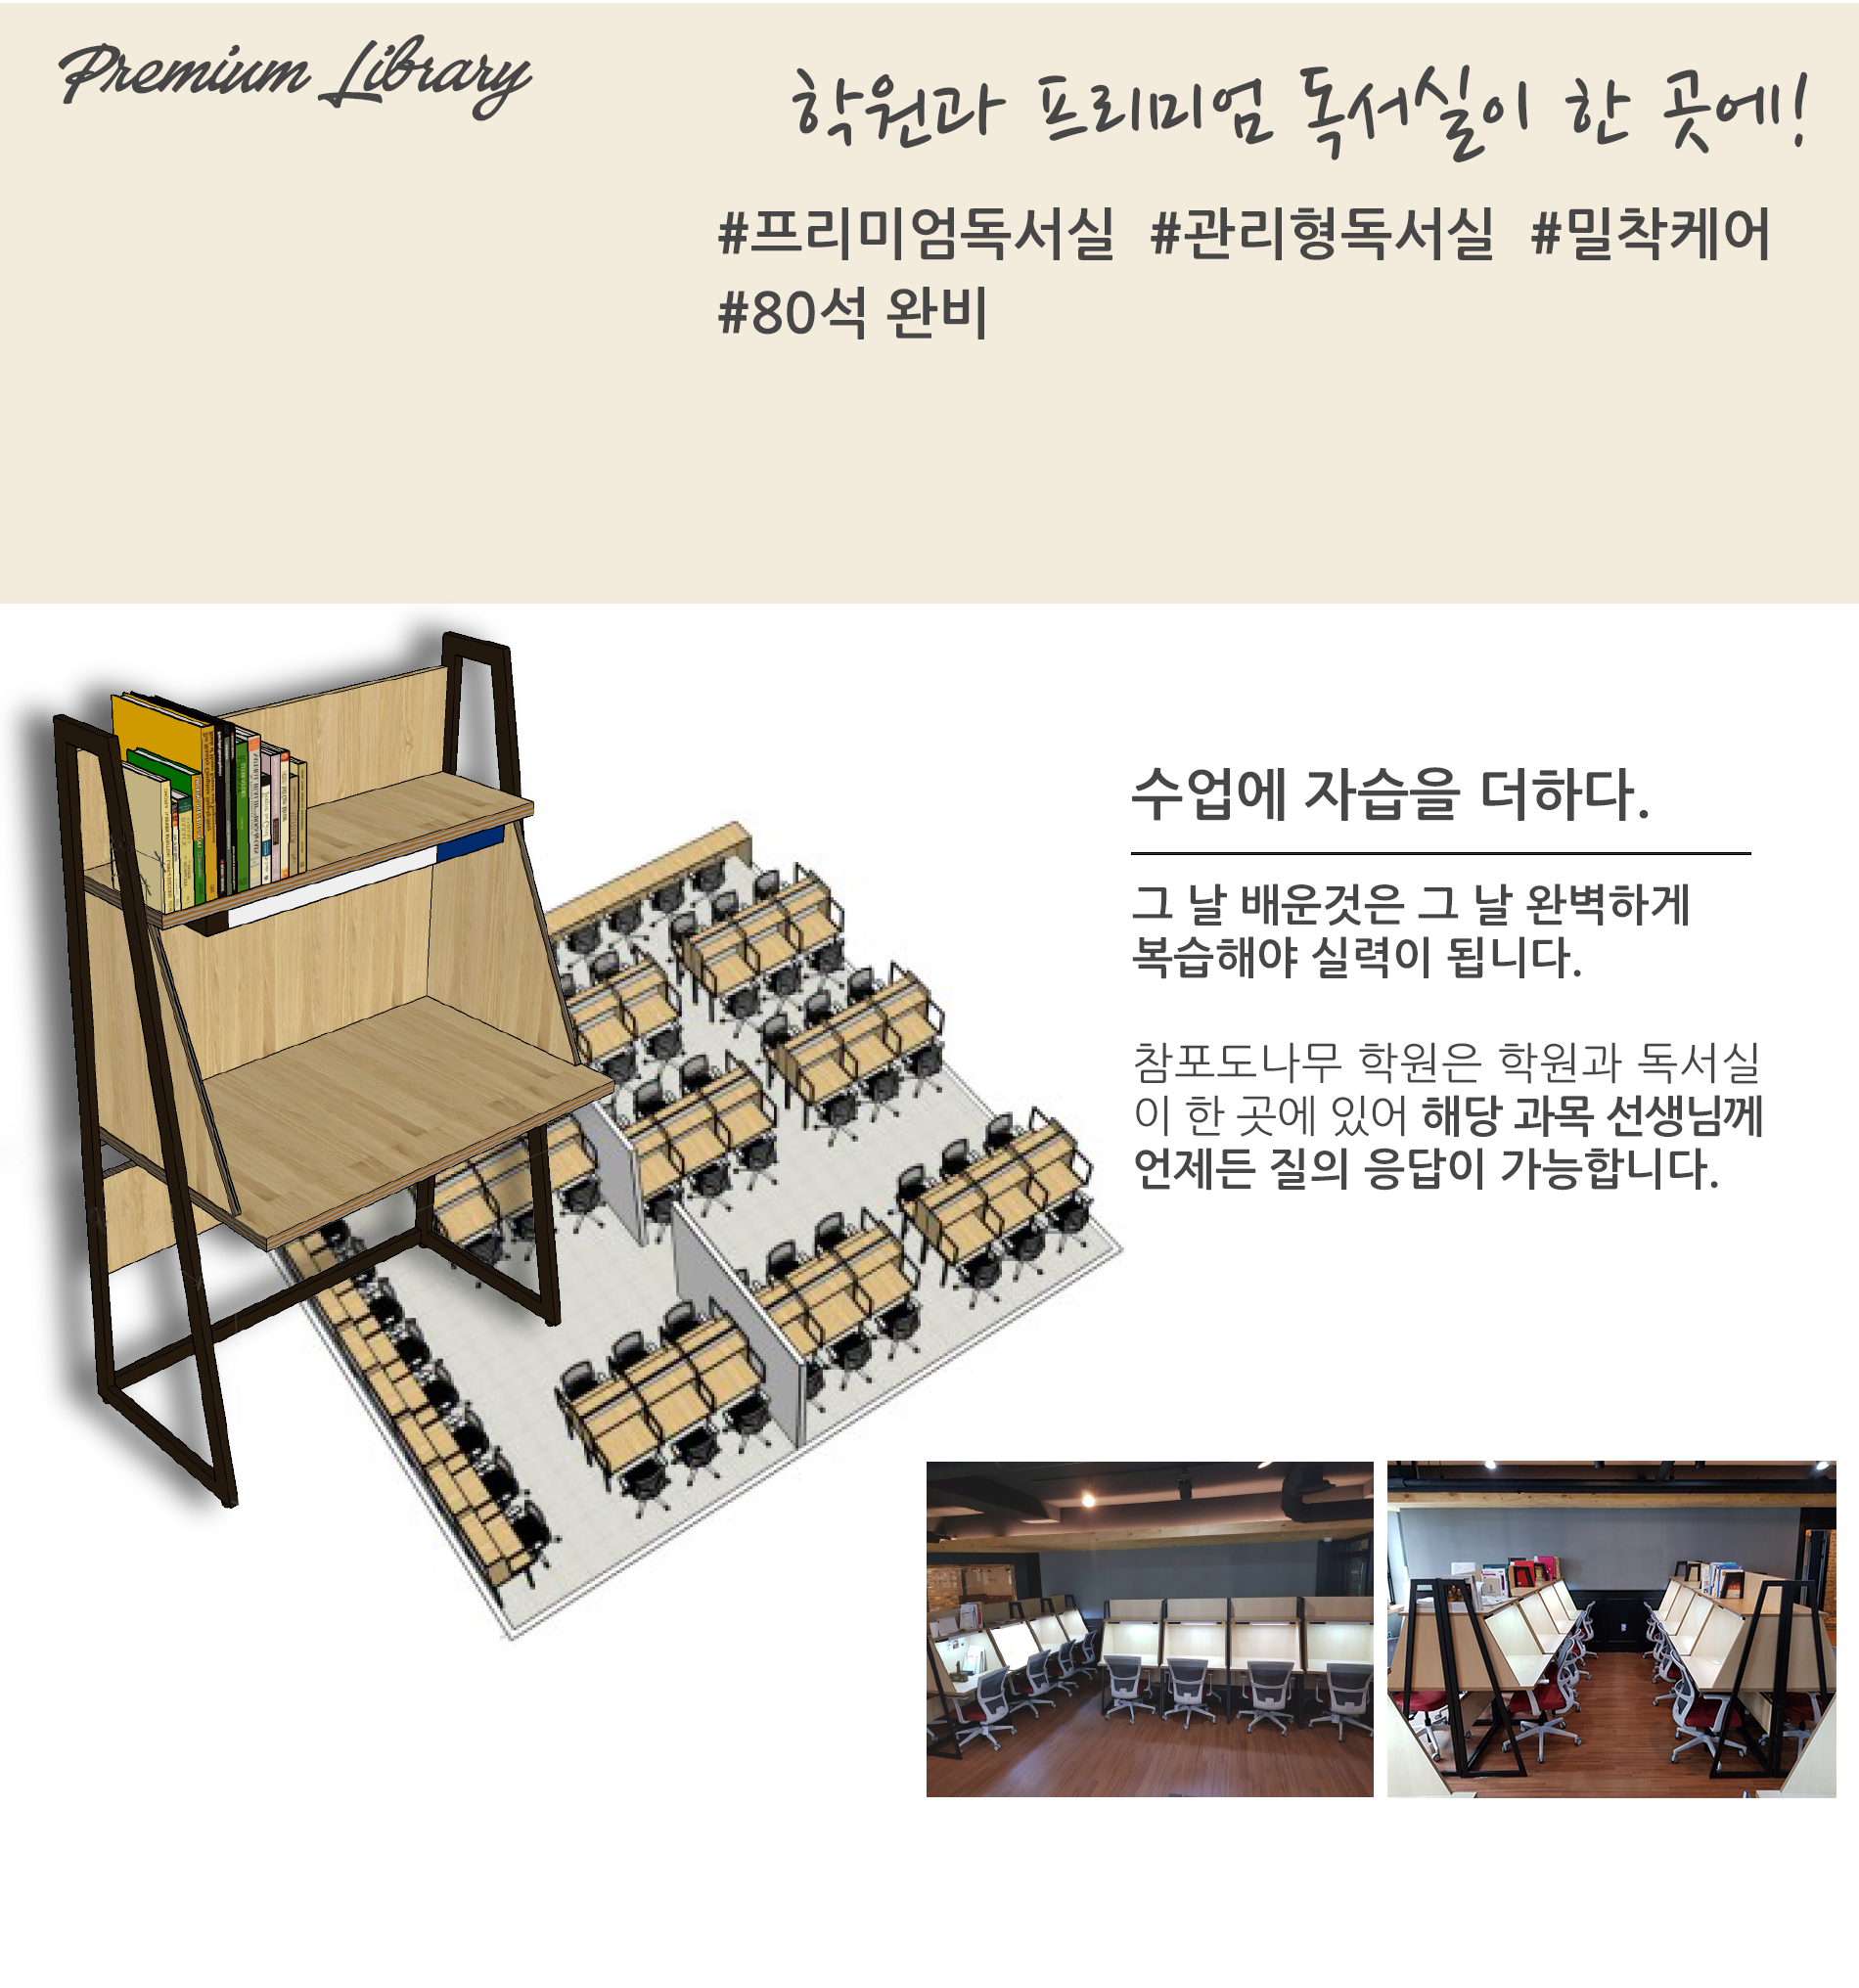 Premium Library
학원과 프리미엄 독서실이 한 곳에!
#프리미엄독서실 #관리형독서실 #밀착케어
#80석 완비
수업에 자습을 더하다.
그 날 배운것은 그 날 완벽하게
복습해야 실력이 됩니다.
참포도나무 학원은 학원과 독서실
이 한 곳에 있어 해당 과목 선생님께
언제든 질의 응답이 가능합니다.